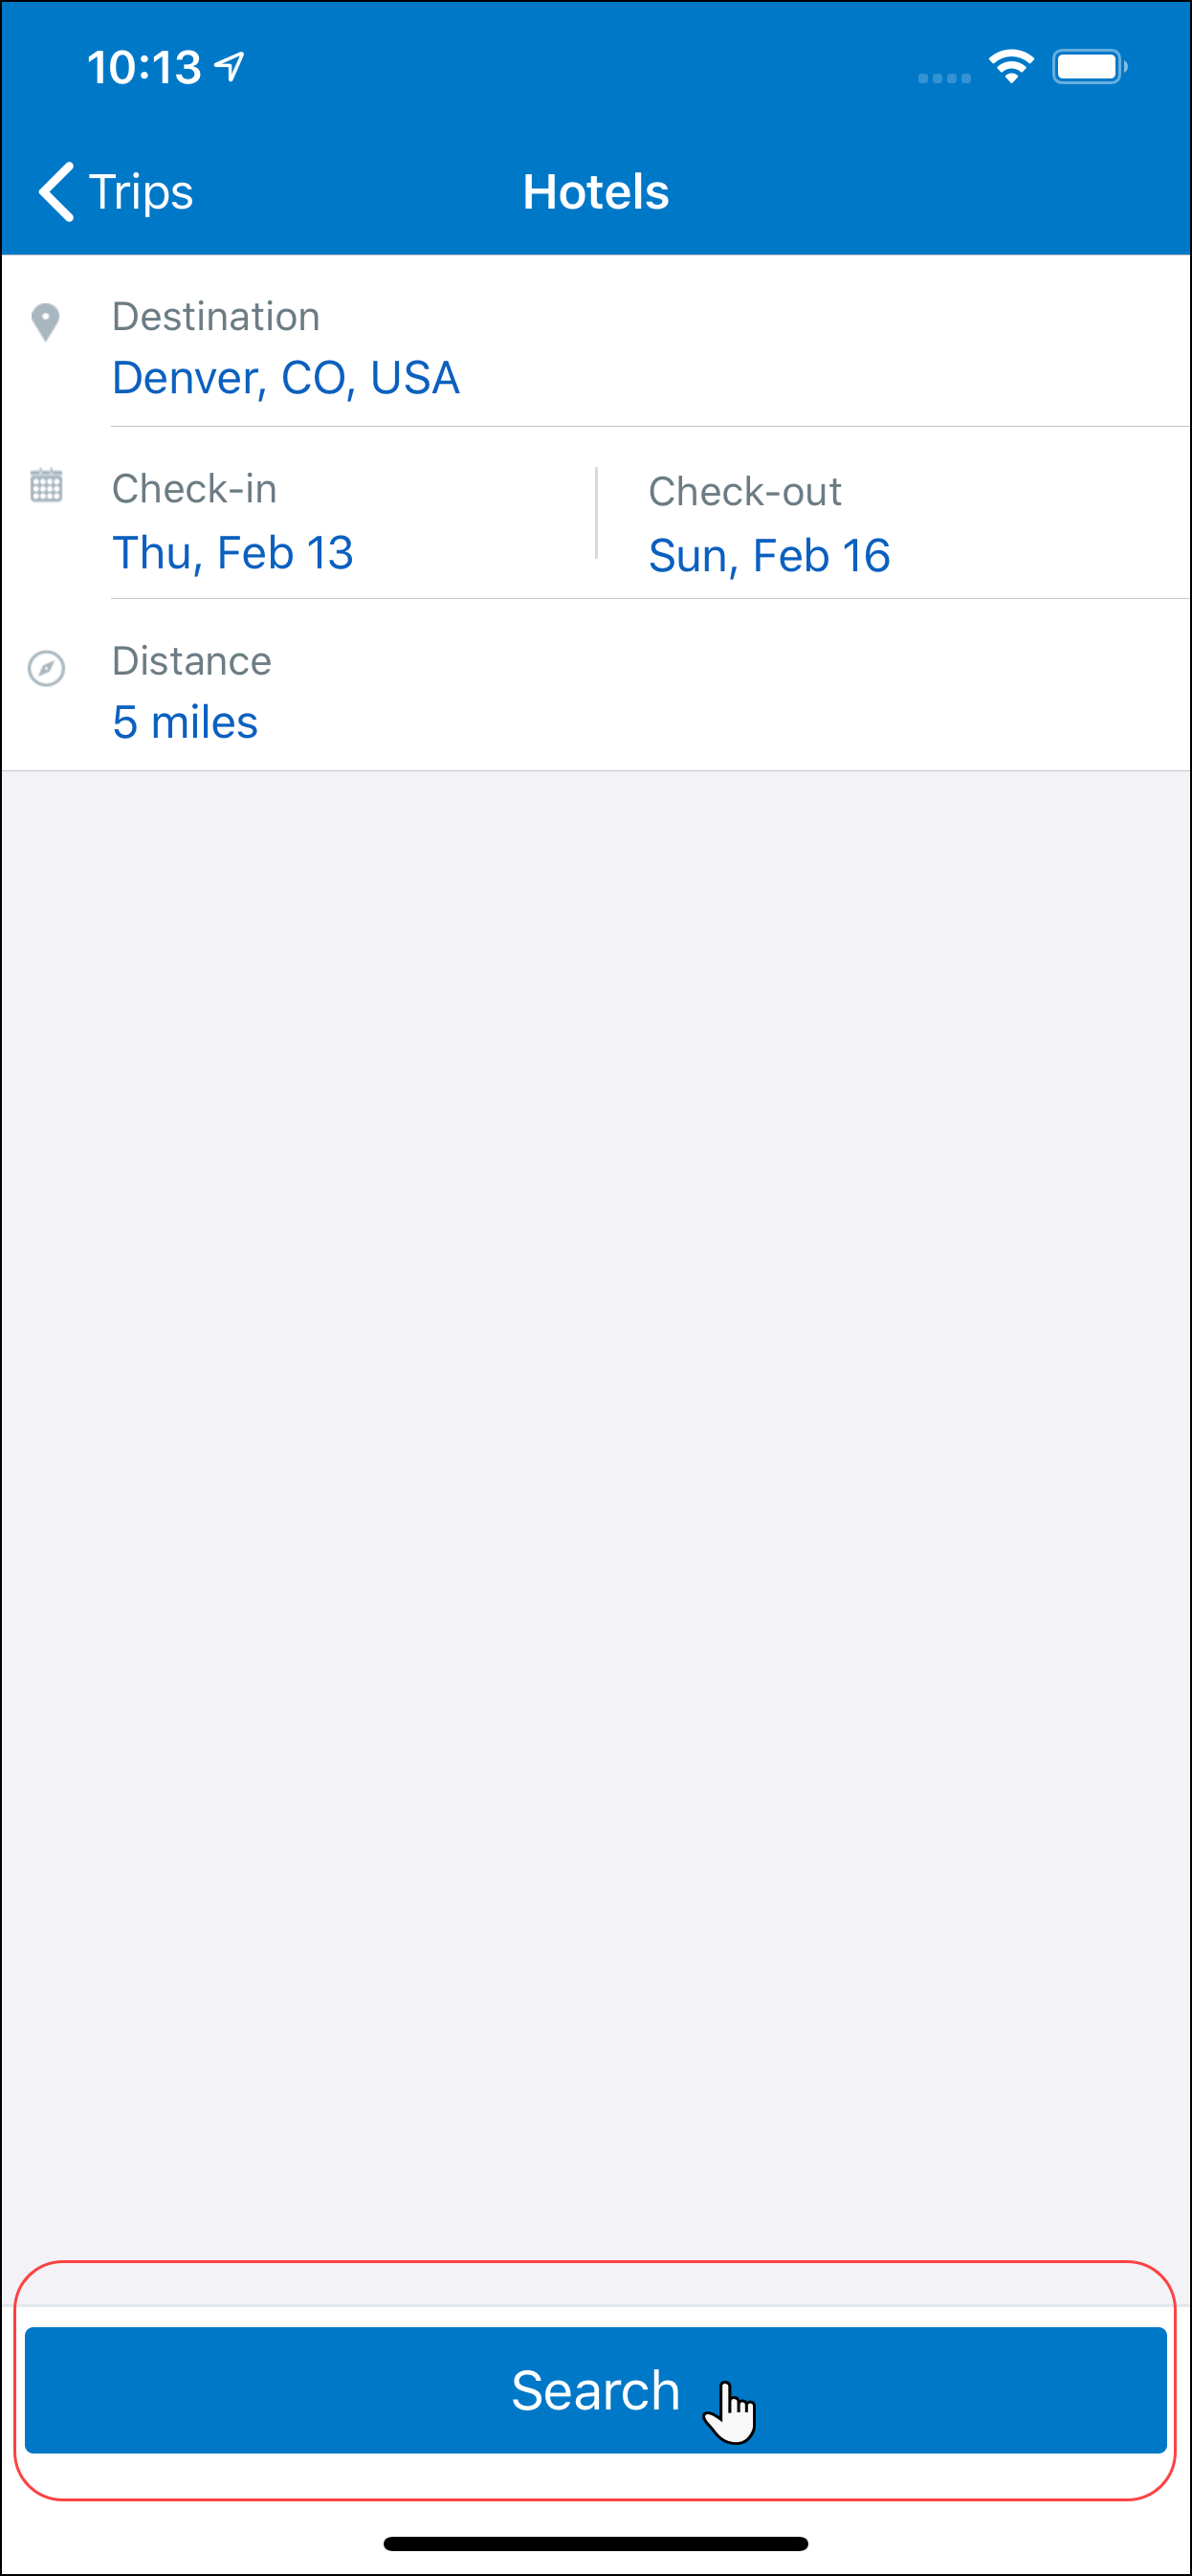 10:13
Trips
Hotels
Destination
Denver, CO, USA
Check-in
Check-out
Thu, Feb 13
Sun, Feb 16
Distance
5 miles
Search